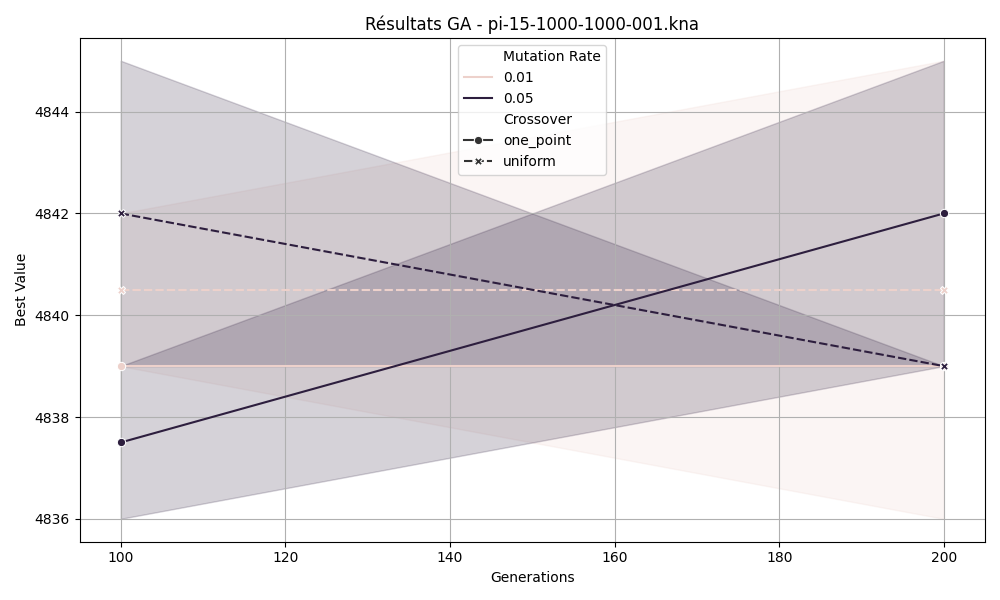 Résultats GA - pi-15-1000-1000-001.kna
Mutation Rate
0.01
0.05
Crossover
one_point
uniform
Best Value
4844
4842
4840
4838
4836
100 120 140 160 180 200
Generations